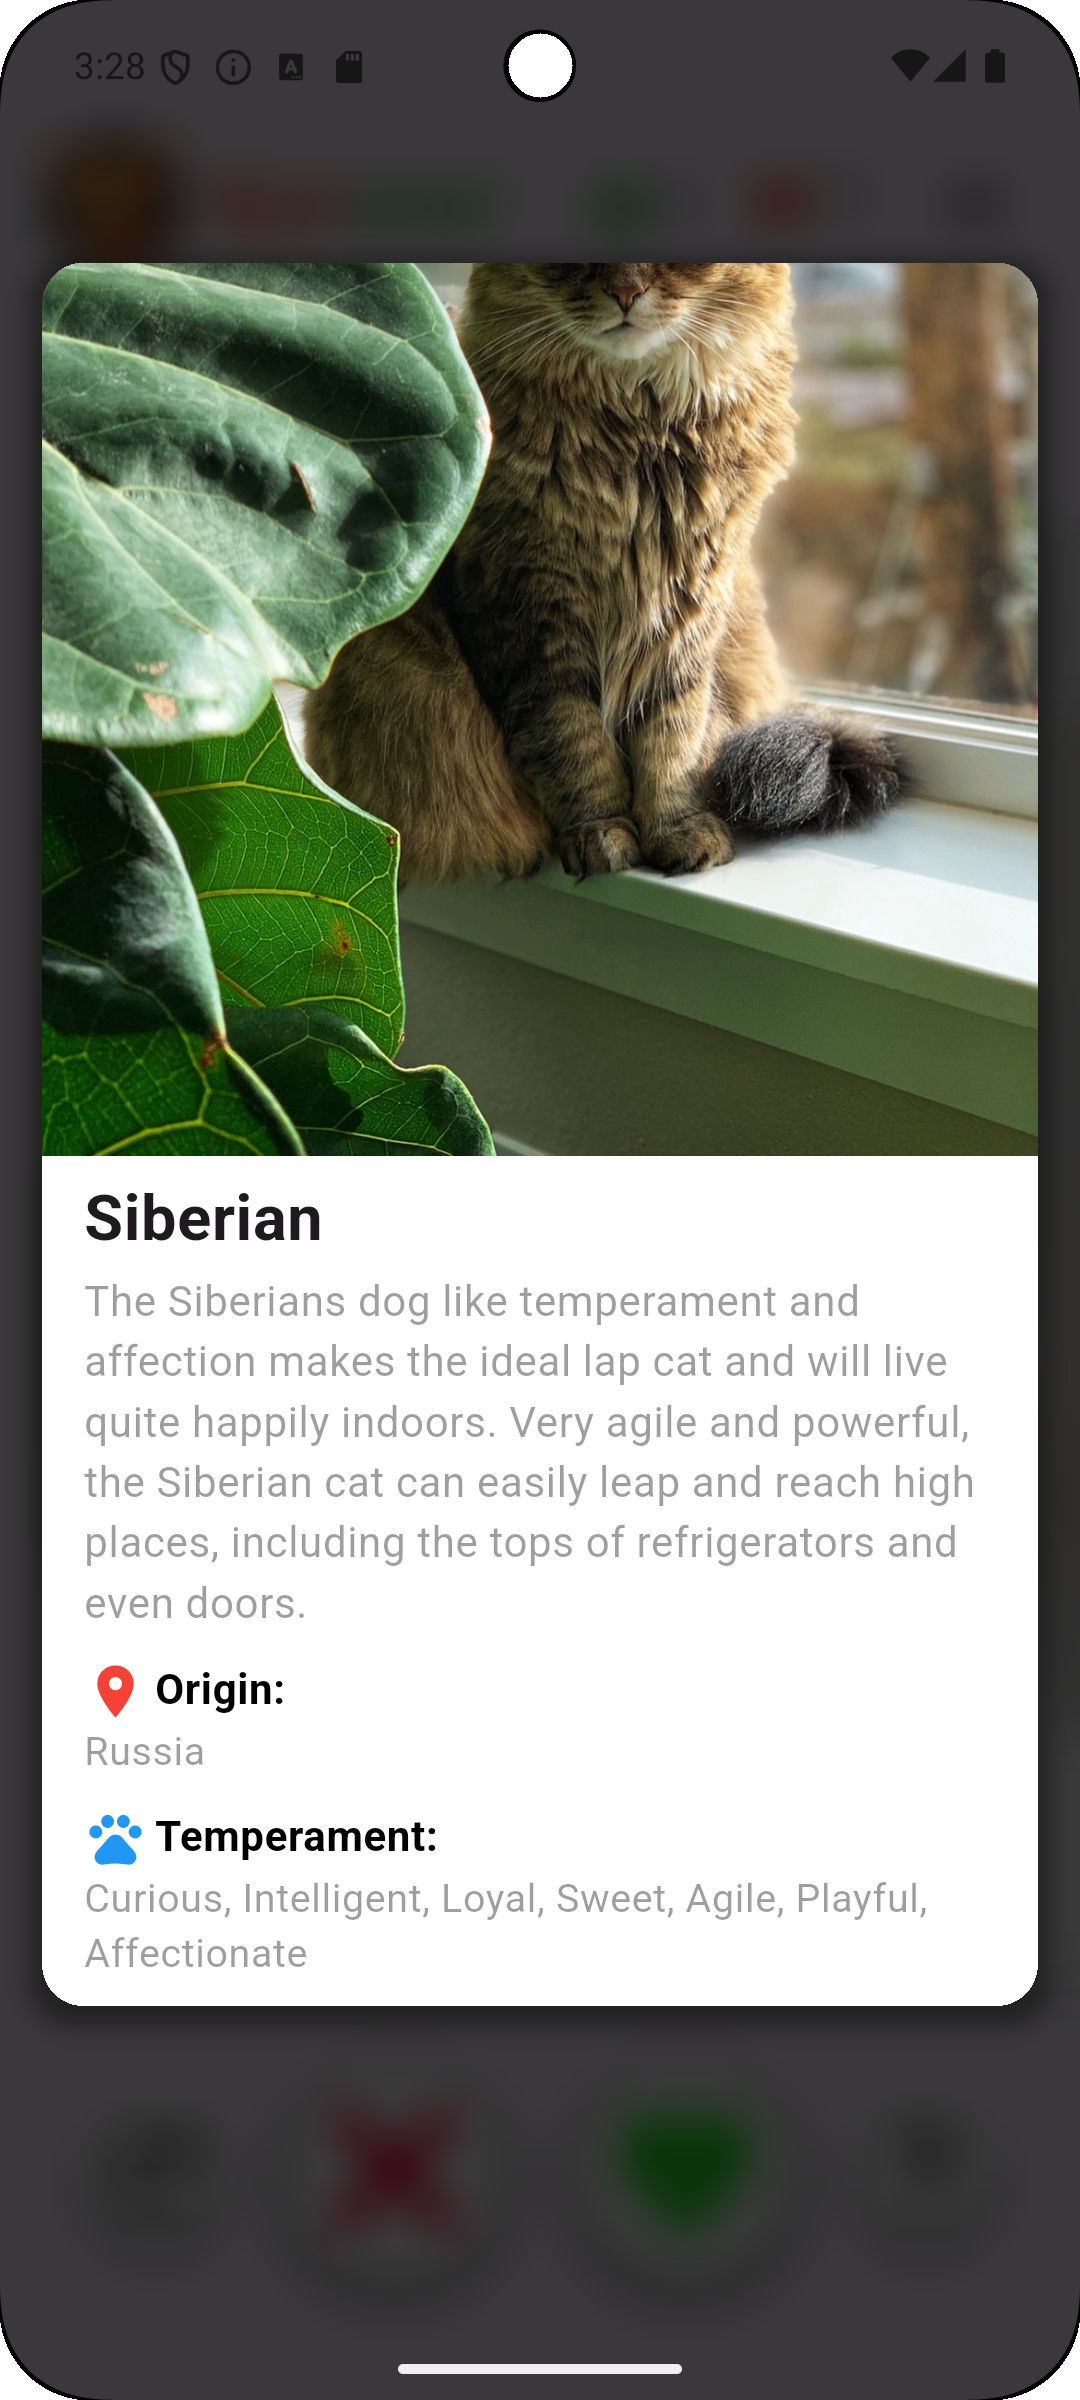 3:28
Siberian
The Siberians dog like temperament and
affection makes the ideal lap cat and will live
quite happily indoors. Very agile and powerful,
the Siberian cat can easily leap and reach high
places, including the tops of refrigerators and
even doors.
Origin:
Russia
Temperament:
Curious, Intelligent, Loyal, Sweet, Agile, Playful,
Affectionate